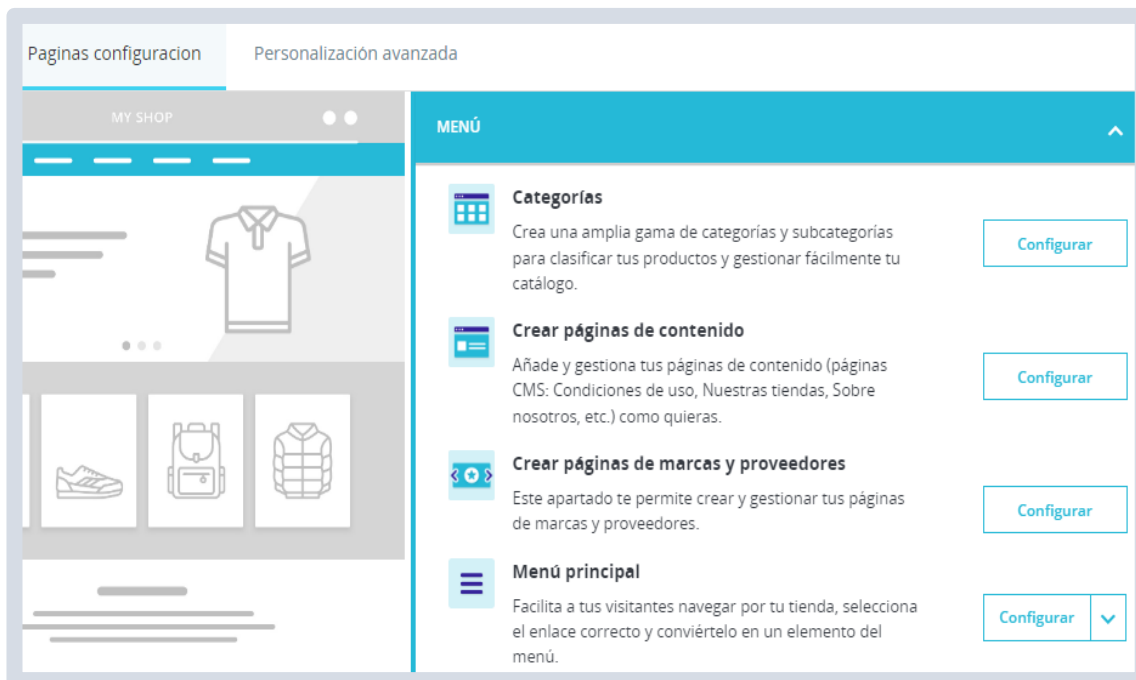 Paginas configuracion
Personalización avanzada
MY SHOP
MENÚ
Categorías
Crea una amplia gama de categorías y subcategorías
para clasificar tus productos y gestionar fácilmente tu
catálogo.
Configurar
Crear páginas de contenido
Añade y gestiona tus páginas de contenido (páginas
CMS: Condiciones de uso, Nuestras tiendas, Sobre
nosotros, etc.) como quieras.
Configurar
Crear páginas de marcas y proveedores
Este apartado te permite crear y gestionar tus páginas
de marcas y proveedores.
Configurar
Menú principal
Facilita a tus visitantes navegar por tu tienda, selecciona
el enlace correcto y conviértelo en un elemento del
menú.
Configurar